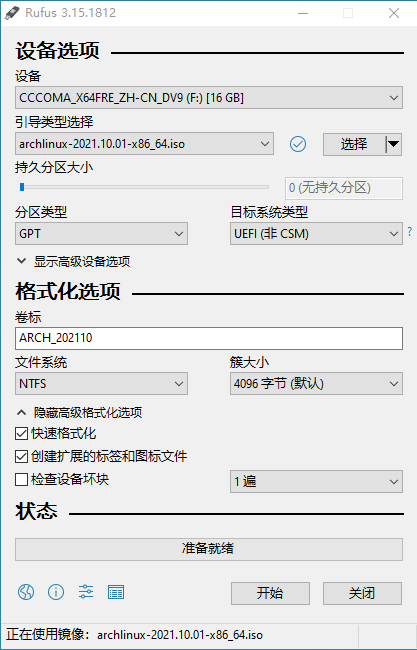 Rufus 3.15.1812
设备选项
设备
CCCOMA_X64FRE_ZH-CN_DV9 (F:) [16 GB]
引导类型选择
archlinux-2021.10.01-x86_64.iso
选择
持久分区大小
0 (无持久分区)
分区类型
目标系统类型
GPT
UEFI (非 CSM)
?
显示高级设备选项
格式化选项
卷标
ARCH_202110
文件系统
簇大小
NTFS
4096 字节 (默认)
隐藏高级格式化选项
快速格式化
创建扩展的标签和图标文件
检查设备坏块
1 遍
状态
准备就绪
开始
关闭
正在使用镜像：archlinux-2021.10.01-x86_64.iso